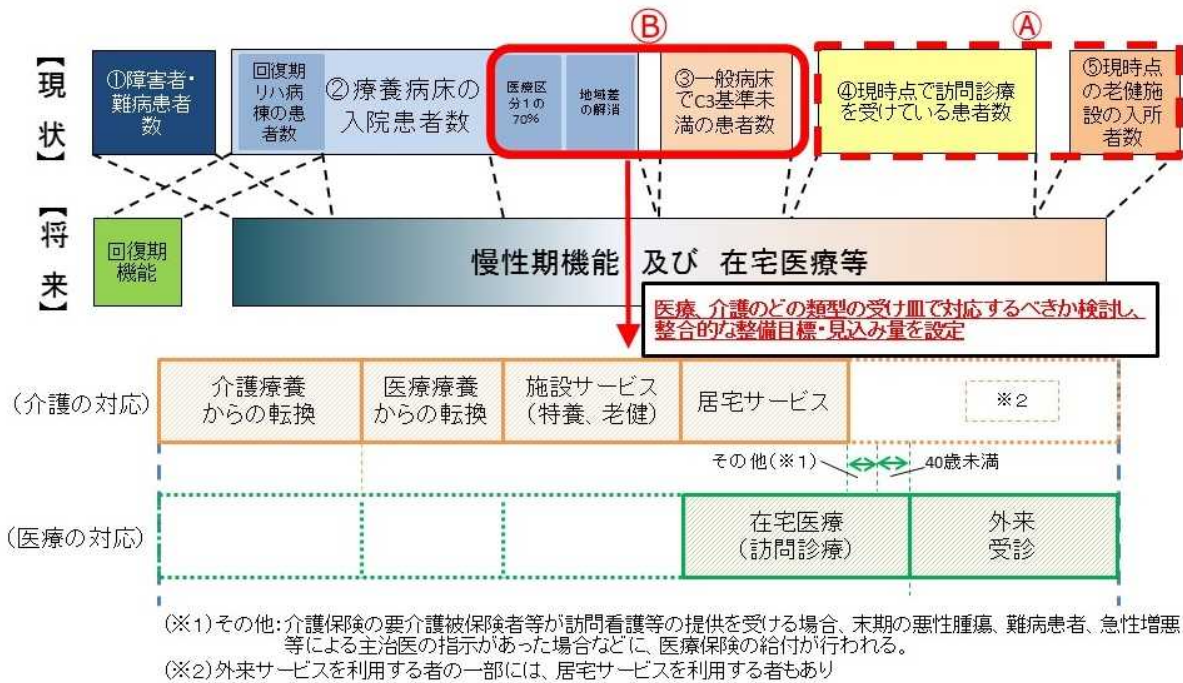 Ⓑ
Ⓐ
【現状】
①障害者・
難病患者
数
回復期
リハ病
棟の患
者数
②療養病床の
入院患者数
医療区
分1の
70%
地域差
の解消
③一般病床
でC3基準未
満の患者数
④現時点で訪問診療
を受けている患者数
⑤現時点
の老健施
設の入所
者数
【将来】
回復期
機能
慢性期機能 及び 在宅医療等
医療、介護のどの類型の受け皿で対応するべきか検討し、
整合的な整備目標・見込み量を設定
(介護の対応)
介護療養
からの転換
医療療養
からの転換
施設サービス
(特養、老健)
居宅サービス
※2
その他(※1)
40歳未満
(医療の対応)
在宅医療
(訪問診療)
外来
受診
(※1)その他:介護保険の要介護被保険者等が訪問看護等の提供を受ける場合、末期の悪性腫瘍、難病患者、急性増悪
等による主治医の指示があった場合などに、医療保険の給付が行われる。
(※2)外来サービスを利用する者の一部には、居宅サービスを利用する者もあり